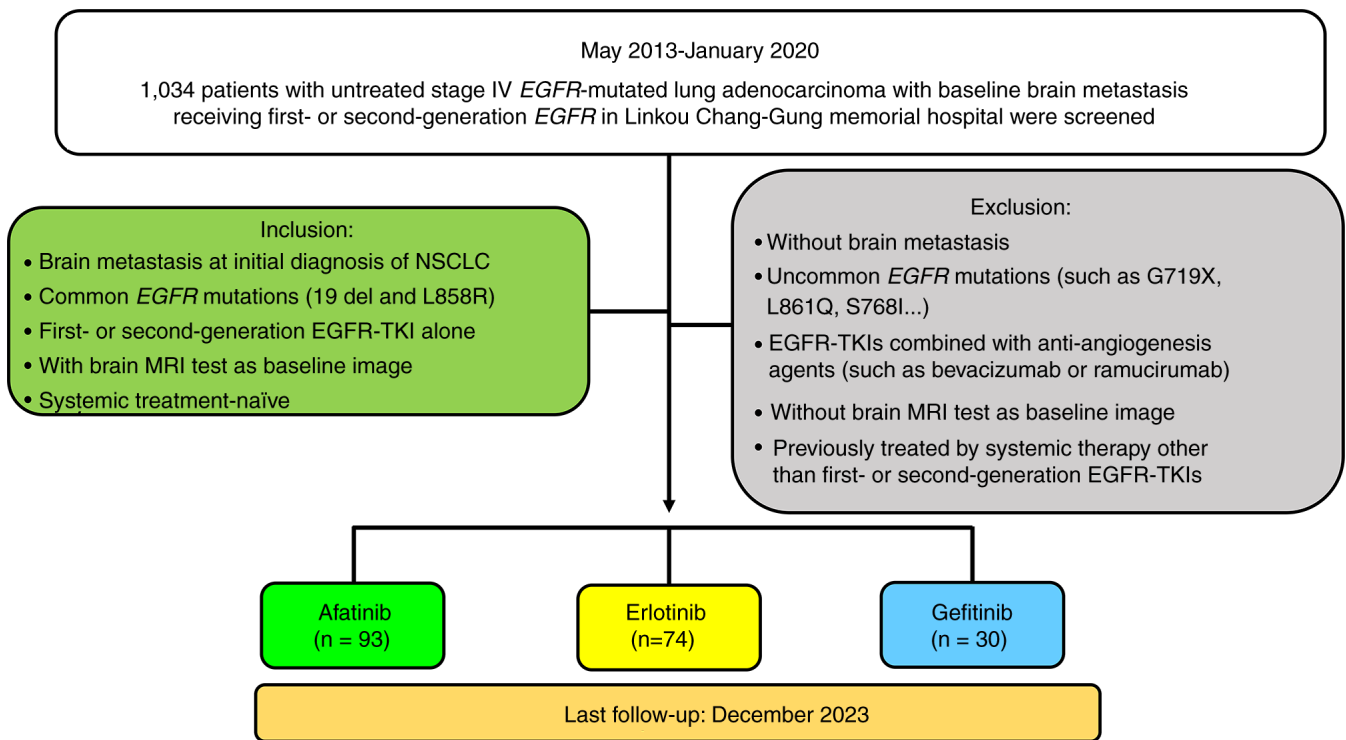 May 2013-January 2020
1,034 patients with untreated stage IV EGFR-mutated lung adenocarcinoma with baseline brain metastasis
receiving first- or second-generation EGFR in Linkou Chang-Gung memorial hospital were screened
Inclusion:
• Brain metastasis at initial diagnosis of NSCLC
• Common EGFR mutations (19 del and L858R)
• First- or second-generation EGFR-TKI alone
• With brain MRI test as baseline image
• Systemic treatment-naïve
Exclusion:
• Without brain metastasis
• Uncommon EGFR mutations (such as G719X,
L861Q, S768I...)
• EGFR-TKIs combined with anti-angiogenesis
agents (such as bevacizumab or ramucirumab)
• Without brain MRI test as baseline image
• Previously treated by systemic therapy other
than first- or second-generation EGFR-TKIs
Afatinib
(n = 93)
Erlotinib
(n=74)
Gefitinib
(n = 30)
Last follow-up: December 2023